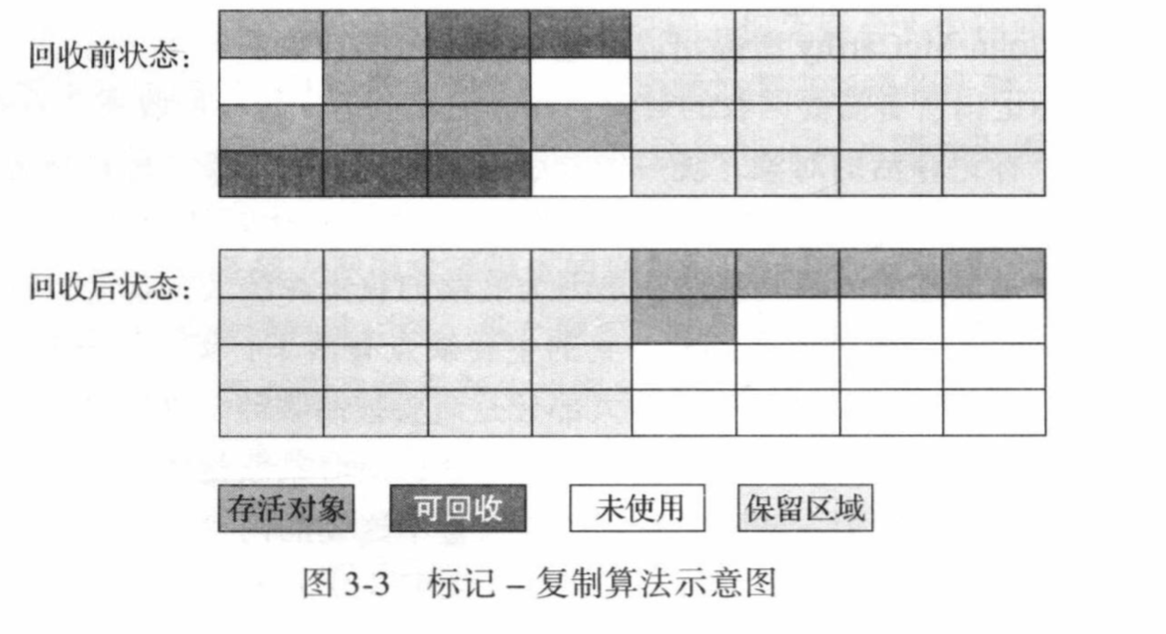 回收前状态：
回收后状态：
存活对象 可回收 未使用 保留区域
图 3-3 标记 – 复制算法示意图